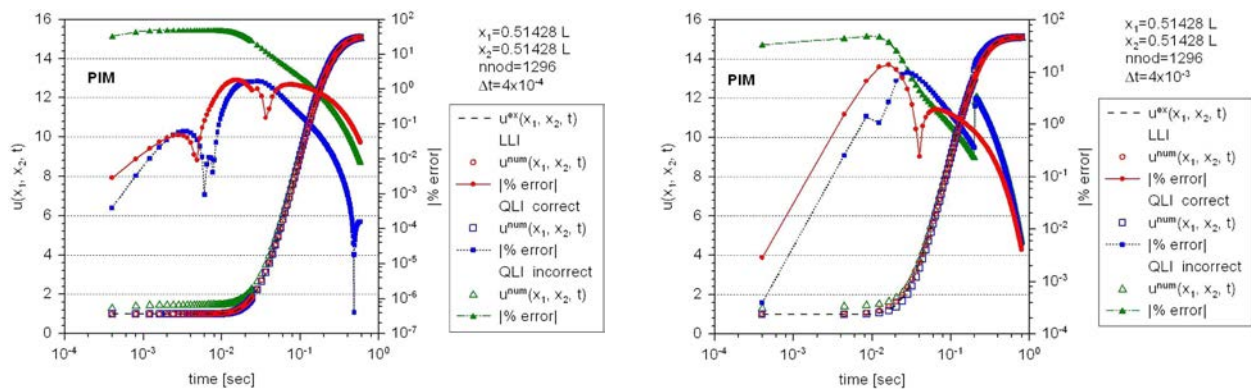 16
14
12
10
8
6
4
2
0
u(x₁, x₂, t)
PIM
10²
10¹
10⁰
10⁻¹
10⁻²
10⁻³
10⁻⁴
10⁻⁵
10⁻⁶
10⁻⁷
|% error|
10⁻⁴
10⁻³
10⁻²
10⁻¹
10⁰
time [sec]
x₁=0.51428 L
x₂=0.51428 L
nnod=1296
Δt=4x10⁻⁴
uᵉˣ(x₁, x₂, t)
LLI
uⁿᵘᵐ(x₁, x₂, t)
|% error|
QLI correct
uⁿᵘᵐ(x₁, x₂, t)
|% error|
QLI incorrect
uⁿᵘᵐ(x₁, x₂, t)
|% error|
16
14
12
10
8
6
4
2
0
u(x₁, x₂, t)
PIM
10²
10¹
10⁰
10⁻¹
10⁻²
10⁻³
10⁻⁴
|% error|
10⁻⁴
10⁻³
10⁻²
10⁻¹
10⁰
time [sec]
x₁=0.51428 L
x₂=0.51428 L
nnod=1296
Δt=4x10⁻³
uᵉˣ(x₁, x₂, t)
LLI
uⁿᵘᵐ(x₁, x₂, t)
|% error|
QLI correct
uⁿᵘᵐ(x₁, x₂, t)
|% error|
QLI incorrect
uⁿᵘᵐ(x₁, x₂, t)
|% error|